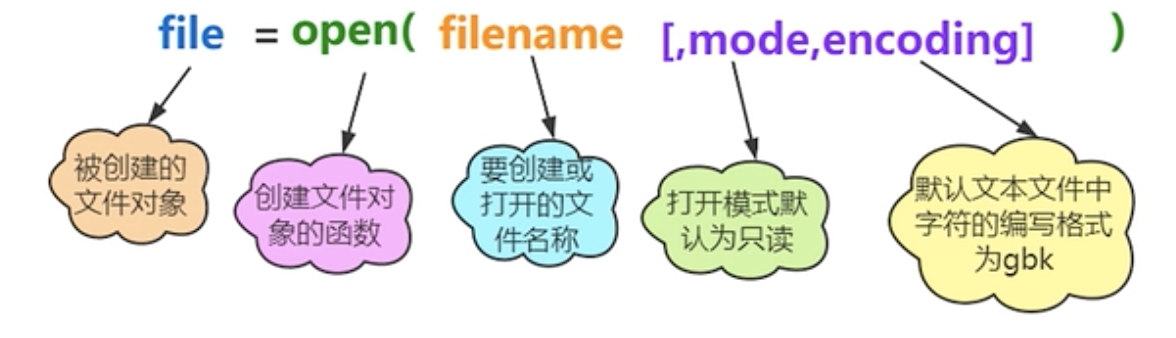 file = open( filename [,mode,encoding] )
被创建的
文件对象
创建文件对
象的函数
要创建或
打开的文
件名称
打开模式默
认为只读
默认文本文件中
字符的编写格式
为gbk